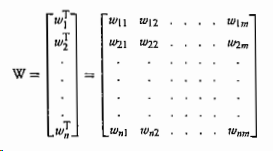 w₁ᵀ w₁₁ w₁₂ . . . . w₁ₘ
w₂ᵀ w₂₁ w₂₂ . . . . w₂ₘ
𝕎 = . = . . . . . . .
. . . . . . . .
. . . . . . . .
wₙᵀ wₙ₁ wₙ₂ . . . . wₙₘ